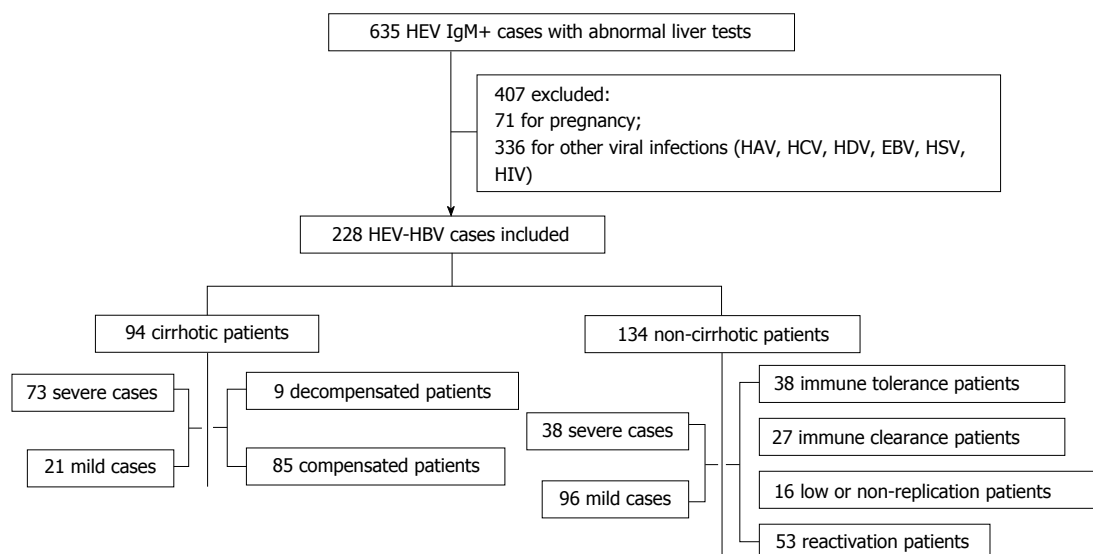 635 HEV IgM+ cases with abnormal liver tests
407 excluded:
71 for pregnancy;
336 for other viral infections (HAV, HCV, HDV, EBV, HSV,
HIV)
228 HEV-HBV cases included
94 cirrhotic patients
73 severe cases
21 mild cases
9 decompensated patients
85 compensated patients
134 non-cirrhotic patients
38 severe cases
96 mild cases
38 immune tolerance patients
27 immune clearance patients
16 low or non-replication patients
53 reactivation patients